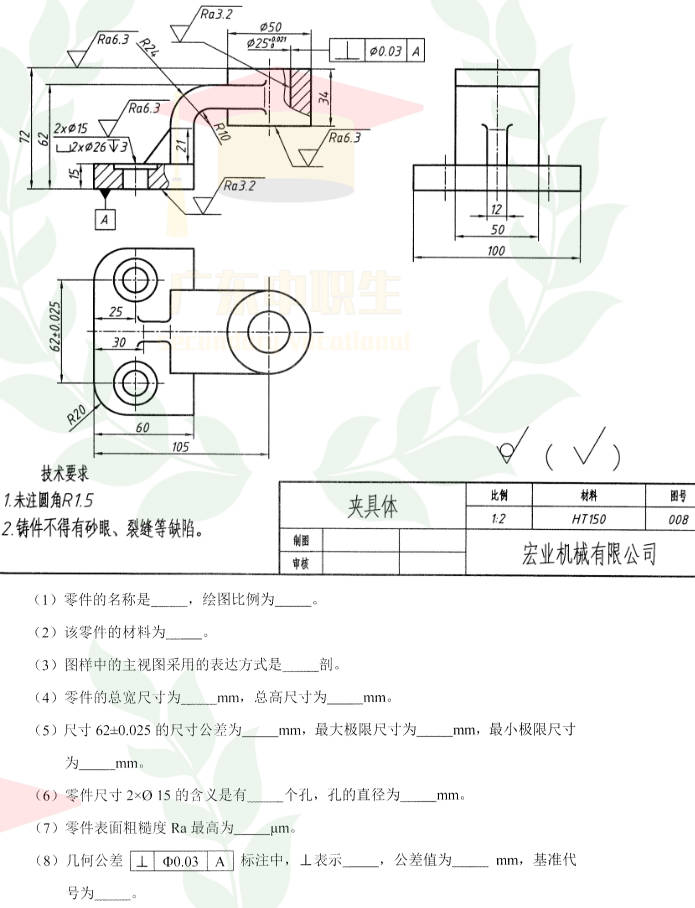 Ra3.2
Ø50
Ra6.3
R24
Ø25 +0.021 0
⊥ Ø0.03 A
Ra6.3
34
2xØ15
⌴2xØ26↧3
72
62
21
R10
Ra6.3
15
Ra3.2
A
12
50
100
25
62±0.025
30
R20
60
105
广东中职生
secondary vocational
( )
技术要求
1.未注圆角R1.5
2.铸件不得有砂眼、裂缝等缺陷。
夹具体
比例 材料 图号
1:2 HT150 008
制图
审核
宏业机械有限公司
（1）零件的名称是_____，绘图比例为_____。
（2）该零件的材料为_____。
（3）图样中的主视图采用的表达方式是_____剖。
（4）零件的总宽尺寸为_____mm，总高尺寸为_____mm。
（5）尺寸 62±0.025 的尺寸公差为_____mm，最大极限尺寸为_____mm，最小极限尺寸
为_____mm。
（6）零件尺寸 2×Ø 15 的含义是有_____个孔，孔的直径为_____mm。
（7）零件表面粗糙度 Ra 最高为_____μm。
（8）几何公差 ⊥ Φ0.03 A 标注中，⊥表示_____，公差值为_____ mm，基准代
号为_____。